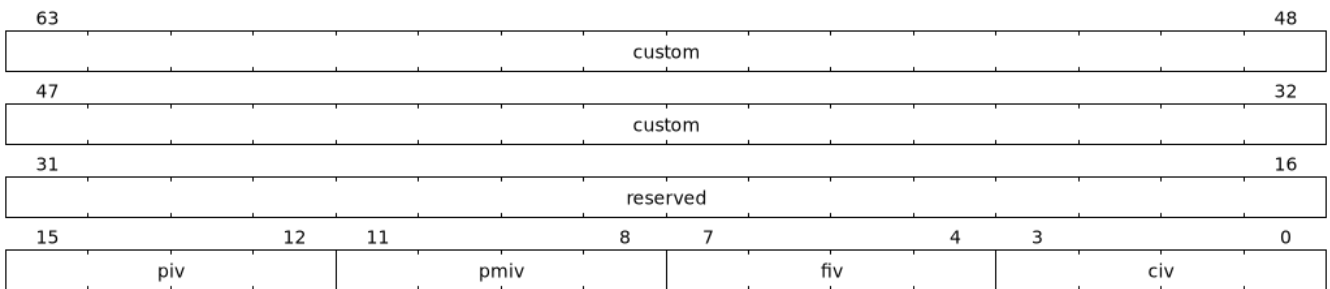 63 48
custom
47 32
custom
31 16
reserved
15 12 11 8 7 4 3 0
piv pmiv fiv civ